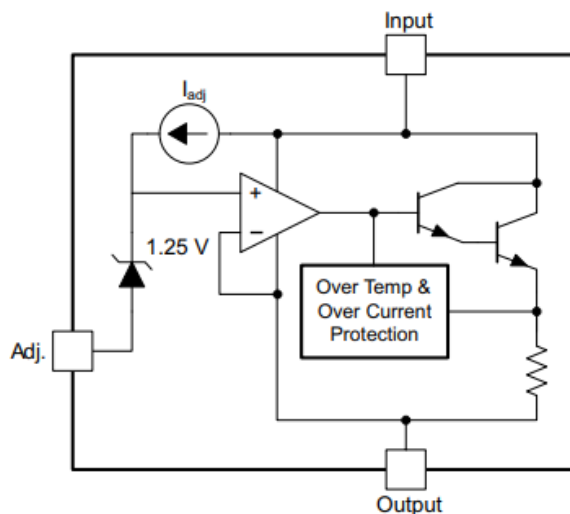 Input
Iadj
+
−
1.25 V
Over Temp &
Over Current
Protection
Adj.
Output